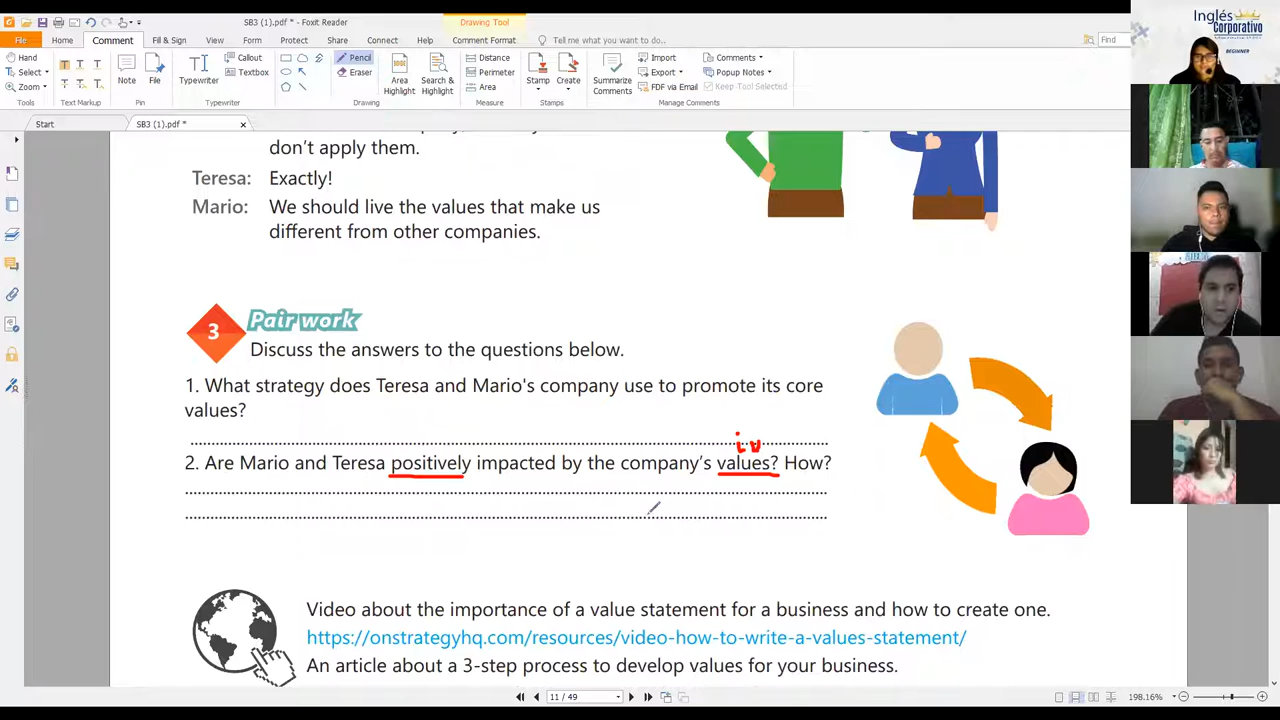 SB3 (1).pdf * - Foxit Reader
Drawing Tool
File Home Comment Fill & Sign View Form Protect Share Connect Help Comment Format Tell me what you want to do... Find
Hand
Select
Zoom
Tools
Text Markup
Note
File
Pin
Typewriter
Callout
Textbox
Typewriter
Pencil
Eraser
Drawing
Area Highlight
Search & Highlight
Distance
Perimeter
Area
Measure
Stamp
Create
Stamps
Summarize Comments
Import
Export
FDF via Email
Comments
Popup Notes
Keep Tool Selected
Manage Comments
Inglés
Corporativo
BEGINNER
Start
SB3 (1).pdf *
don't apply them.
Teresa: Exactly!
Mario: We should live the values that make us
different from other companies.
3
Pair work
Discuss the answers to the questions below.
1. What strategy does Teresa and Mario's company use to promote its core
values?
iv
2. Are Mario and Teresa positively impacted by the company's values? How?
Video about the importance of a value statement for a business and how to create one.
https://onstrategyhq.com/resources/video-how-to-write-a-values-statement/
An article about a 3-step process to develop values for your business.
11 / 49
198.16%